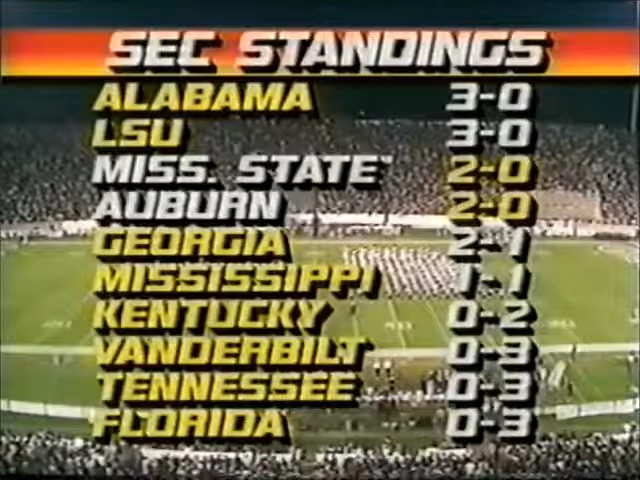 SEC STANDINGS
ALABAMA 3-0
LSU 3-0
MISS. STATE 2-0
AUBURN 2-0
GEORGIA 2-1
MISSISSIPPI 1-1
KENTUCKY 0-2
VANDERBILT 0-3
TENNESSEE 0-3
FLORIDA 0-3